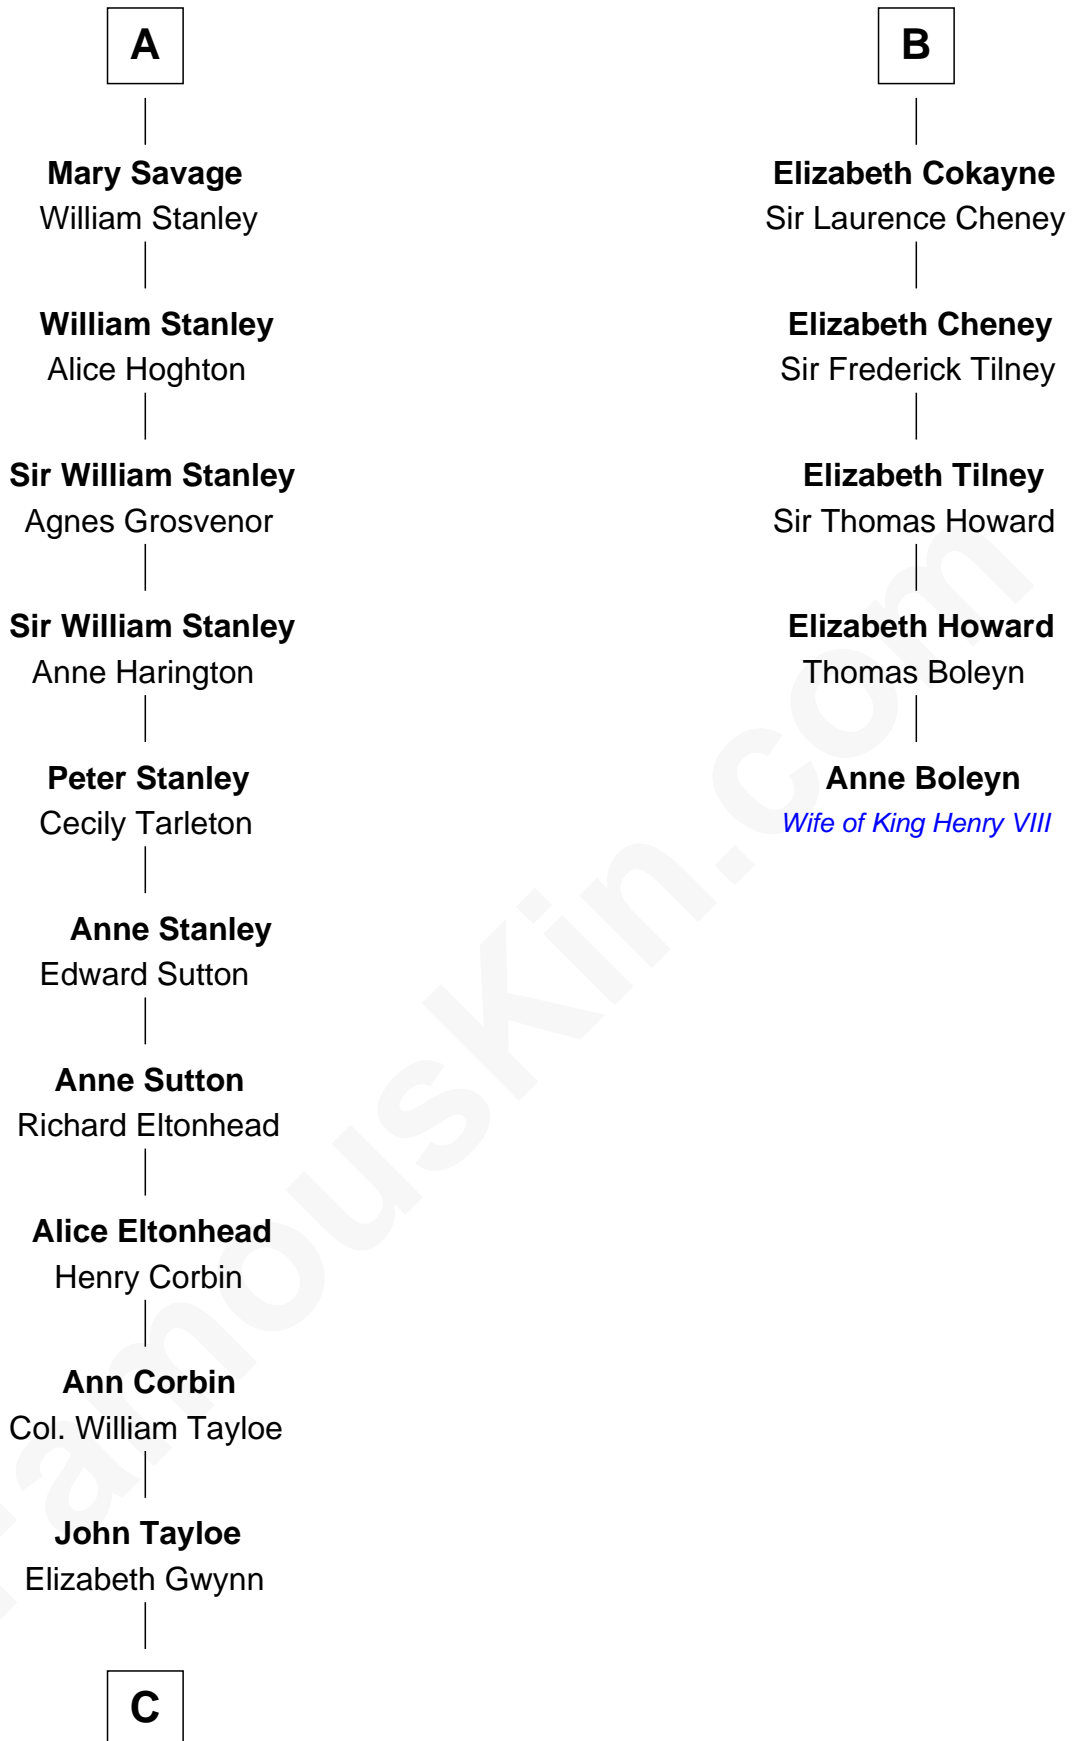 A
Mary Savage
William Stanley
William Stanley
Alice Hoghton
Sir William Stanley
Agnes Grosvenor
Sir William Stanley
Anne Harington
Peter Stanley
Cecily Tarleton
Anne Stanley
Edward Sutton
Anne Sutton
Richard Eltonhead
Alice Eltonhead
Henry Corbin
Ann Corbin
Col. William Tayloe
John Tayloe
Elizabeth Gwynn
C
B
Elizabeth Cokayne
Sir Laurence Cheney
Elizabeth Cheney
Sir Frederick Tilney
Elizabeth Tilney
Sir Thomas Howard
Elizabeth Howard
Thomas Boleyn
Anne Boleyn
Wife of King Henry VIII
FamousKin.com